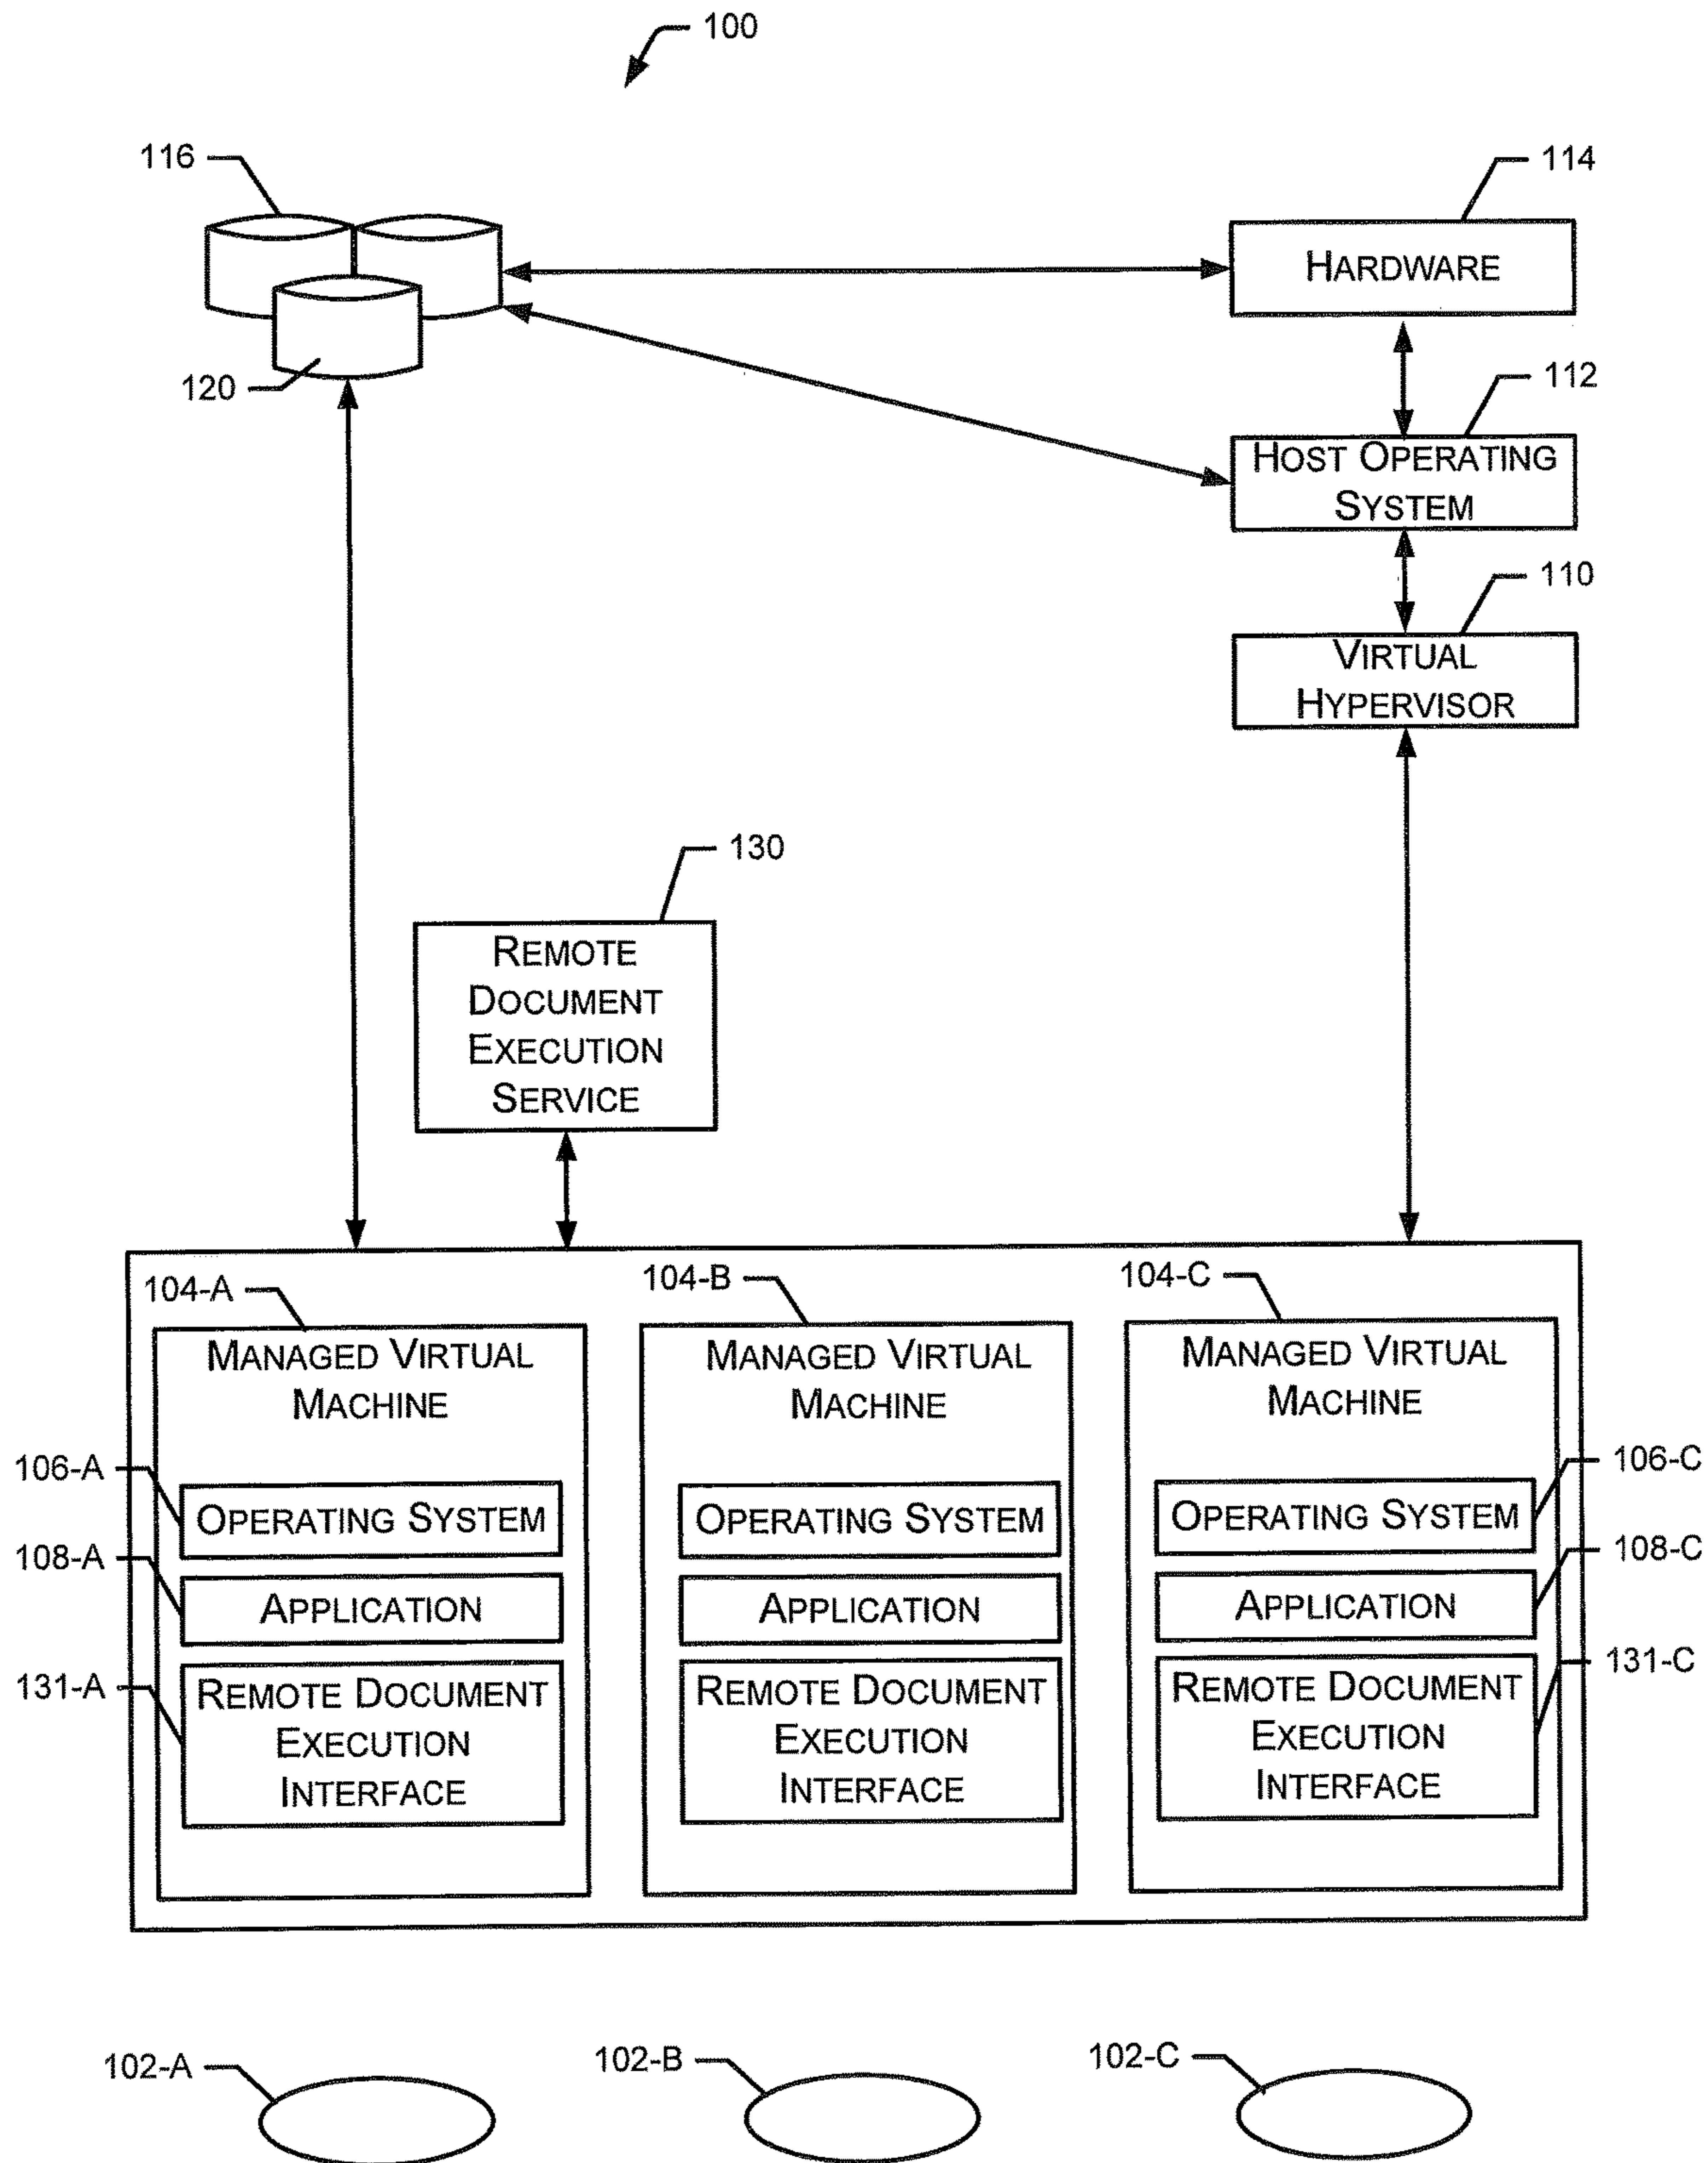 100
116
114
HARDWARE
120
112
HOST OPERATING
SYSTEM
110
VIRTUAL
HYPERVISOR
130
REMOTE
DOCUMENT
EXECUTION
SERVICE
104-A
104-B
104-C
MANAGED VIRTUAL
MACHINE
MANAGED VIRTUAL
MACHINE
MANAGED VIRTUAL
MACHINE
106-A
OPERATING SYSTEM
OPERATING SYSTEM
OPERATING SYSTEM
106-C
108-A
APPLICATION
APPLICATION
APPLICATION
108-C
131-A
REMOTE DOCUMENT
EXECUTION
INTERFACE
REMOTE DOCUMENT
EXECUTION
INTERFACE
REMOTE DOCUMENT
EXECUTION
INTERFACE
131-C
102-A
102-B
102-C